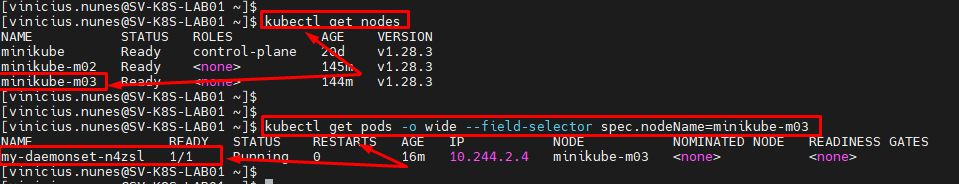 [vinicius.nunes@SV-K8S-LAB01 ~]$
[vinicius.nunes@SV-K8S-LAB01 ~]$ kubectl get nodes
NAME STATUS ROLES AGE VERSION
minikube Ready control-plane 20d v1.28.3
minikube-m02 Ready <none> 145m v1.28.3
minikube-m03 Ready <none> 144m v1.28.3
[vinicius.nunes@SV-K8S-LAB01 ~]$
[vinicius.nunes@SV-K8S-LAB01 ~]$
[vinicius.nunes@SV-K8S-LAB01 ~]$ kubectl get pods -o wide --field-selector spec.nodeName=minikube-m03
NAME READY STATUS RESTARTS AGE IP NODE NOMINATED NODE READINESS GATES
my-daemonset-n4zsl 1/1 Running 0 16m 10.244.2.4 minikube-m03 <none> <none>
[vinicius.nunes@SV-K8S-LAB01 ~]$
[vinicius.nunes@SV-K8S-LAB01 ~]$